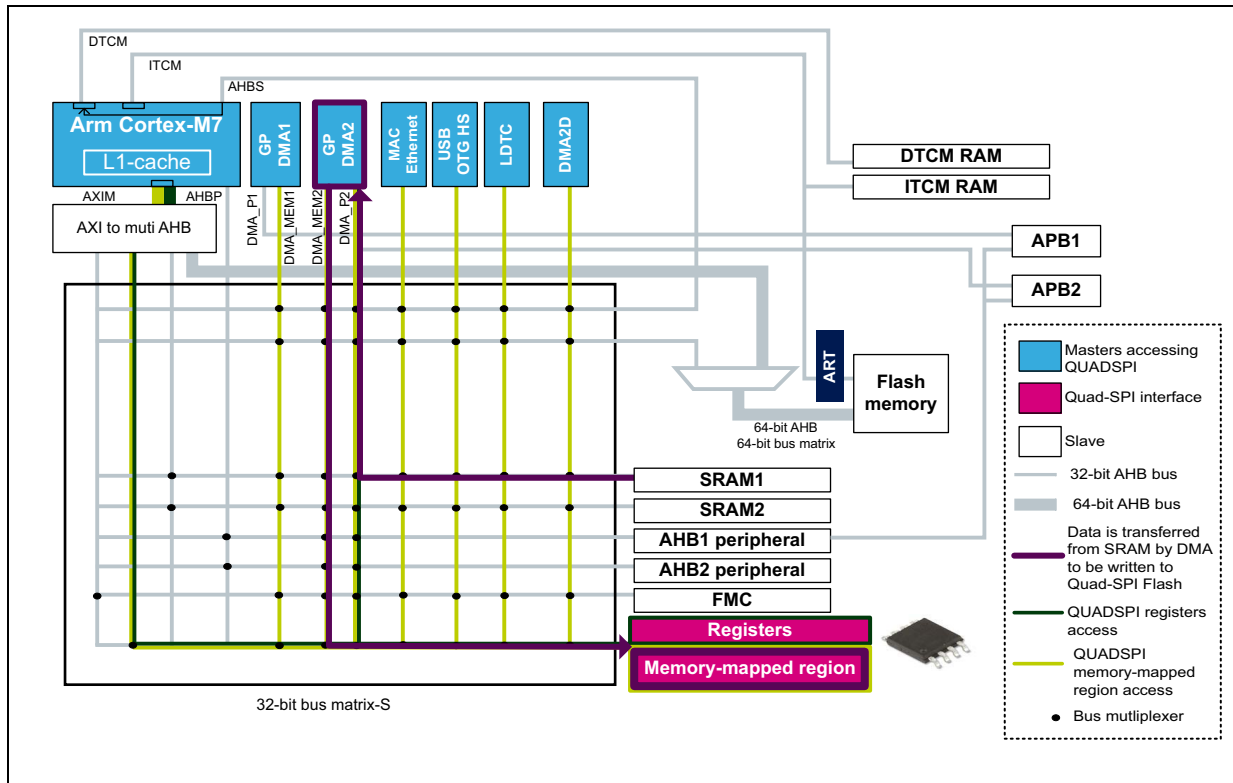 DTCM
ITCM
AHBS
Arm Cortex-M7
L1-cache
GP
DMA1
GP
DMA2
MAC
Ethernet
USB
OTG HS
LDTC
DMA2D
AXIM
AHBP
DMA_P1
DMA_MEM1
DMA_MEM2
DMA_P2
AXI to muti AHB
DTCM RAM
ITCM RAM
APB1
APB2
ART
Flash
memory
64-bit AHB
64-bit bus matrix
SRAM1
SRAM2
AHB1 peripheral
AHB2 peripheral
FMC
Registers
Memory-mapped region
32-bit bus matrix-S
Masters accessing
QUADSPI
Quad-SPI interface
Slave
32-bit AHB bus
64-bit AHB bus
Data is transferred
from SRAM by DMA
to be written to
Quad-SPI Flash
QUADSPI registers
access
QUADSPI
memory-mapped
region access
Bus mutliplexer